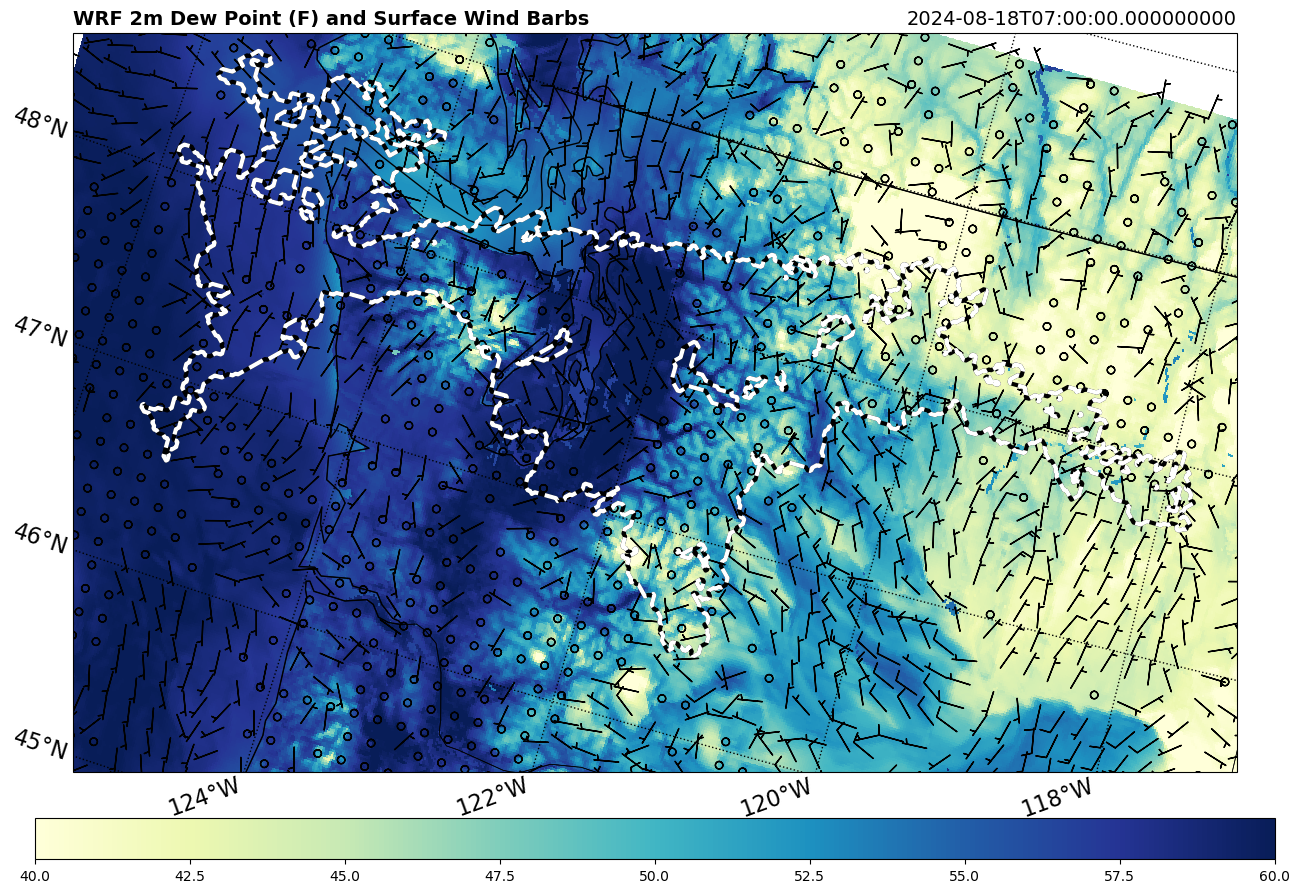 WRF 2m Dew Point (F) and Surface Wind Barbs
2024-08-18T07:00:00.000000000
48°N
47°N
46°N
45°N
124°W
122°W
120°W
118°W
40.0
42.5
45.0
47.5
50.0
52.5
55.0
57.5
60.0